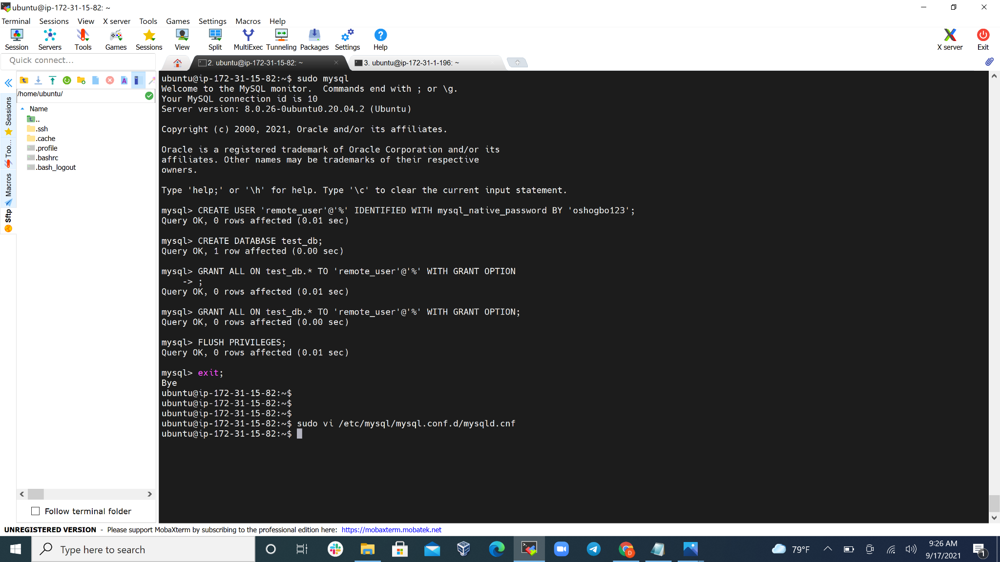 ubuntu@ip-172-31-15-82: ~
Terminal Sessions View X server Tools Games Settings Macros Help
Session Servers Tools Games Sessions View Split MultiExec Tunneling Packages Settings Help X server Exit
Quick connect...
2. ubuntu@ip-172-31-15-82: ~
3. ubuntu@ip-172-31-1-196: ~
/home/ubuntu/
Name
..
.ssh
.cache
.profile
.bashrc
.bash_logout
Sessions
Too...
Macros
Sftp
Follow terminal folder
ubuntu@ip-172-31-15-82:~$ sudo mysql
Welcome to the MySQL monitor.  Commands end with ; or \g.
Your MySQL connection id is 10
Server version: 8.0.26-0ubuntu0.20.04.2 (Ubuntu)
Copyright (c) 2000, 2021, Oracle and/or its affiliates.
Oracle is a registered trademark of Oracle Corporation and/or its
affiliates. Other names may be trademarks of their respective
owners.
Type 'help;' or '\h' for help. Type '\c' to clear the current input statement.
mysql> CREATE USER 'remote_user'@'%' IDENTIFIED WITH mysql_native_password BY 'oshogbo123';
Query OK, 0 rows affected (0.01 sec)
mysql> CREATE DATABASE test_db;
Query OK, 1 row affected (0.00 sec)
mysql> GRANT ALL ON test_db.* TO 'remote_user'@'%' WITH GRANT OPTION
    -> ;
Query OK, 0 rows affected (0.01 sec)
mysql> GRANT ALL ON test_db.* TO 'remote_user'@'%' WITH GRANT OPTION;
Query OK, 0 rows affected (0.00 sec)
mysql> FLUSH PRIVILEGES;
Query OK, 0 rows affected (0.01 sec)
mysql> exit;
Bye
ubuntu@ip-172-31-15-82:~$
ubuntu@ip-172-31-15-82:~$
ubuntu@ip-172-31-15-82:~$
ubuntu@ip-172-31-15-82:~$ sudo vi /etc/mysql/mysql.conf.d/mysqld.cnf
ubuntu@ip-172-31-15-82:~$
UNREGISTERED VERSION - Please support MobaXterm by subscribing to the professional edition here: https://mobaxterm.mobatek.net
Type here to search
79°F
9:26 AM
9/17/2021
1